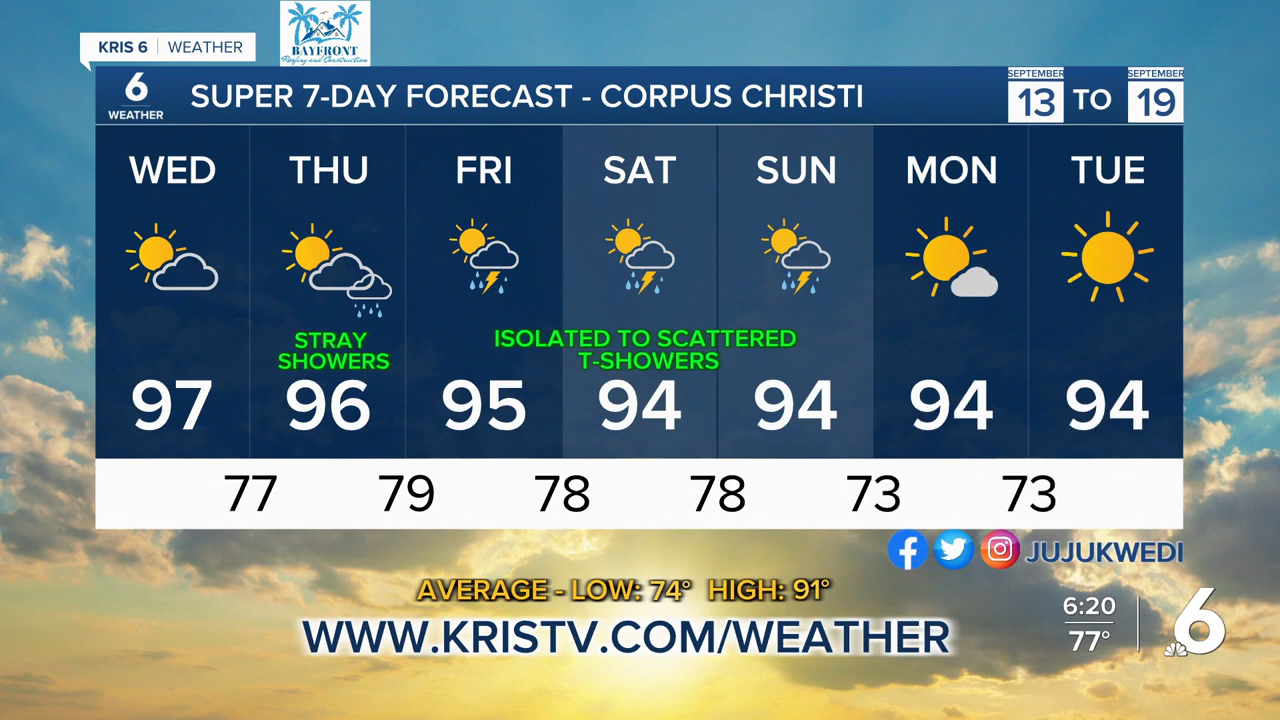 BAYFRONT
Roofing and Construction
KRIS 6 | WEATHER
6
WEATHER
SUPER 7-DAY FORECAST - CORPUS CHRISTI
SEPTEMBER
13
TO
SEPTEMBER
19
WED THU FRI SAT SUN MON TUE
STRAY
SHOWERS
ISOLATED TO SCATTERED
T-SHOWERS
97 96 95 94 94 94 94
77 79 78 78 73 73
JUJUKWEDI
AVERAGE - LOW: 74° HIGH: 91°
WWW.KRISTV.COM/WEATHER
6:20
77°
6